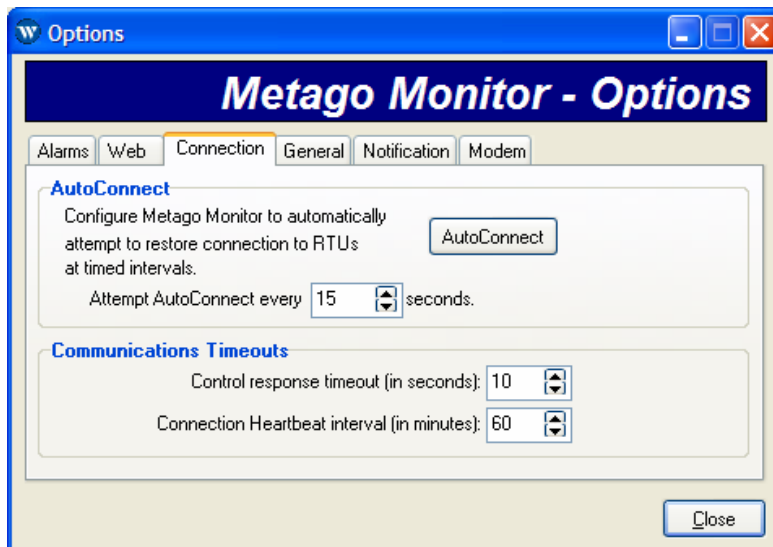 Options
Metago Monitor - Options
Alarms Web Connection General Notification Modem
AutoConnect
Configure Metago Monitor to automatically
attempt to restore connection to RTUs
at timed intervals.
AutoConnect
Attempt AutoConnect every 15 seconds.
Communications Timeouts
Control response timeout (in seconds): 10
Connection Heartbeat interval (in minutes): 60
Close